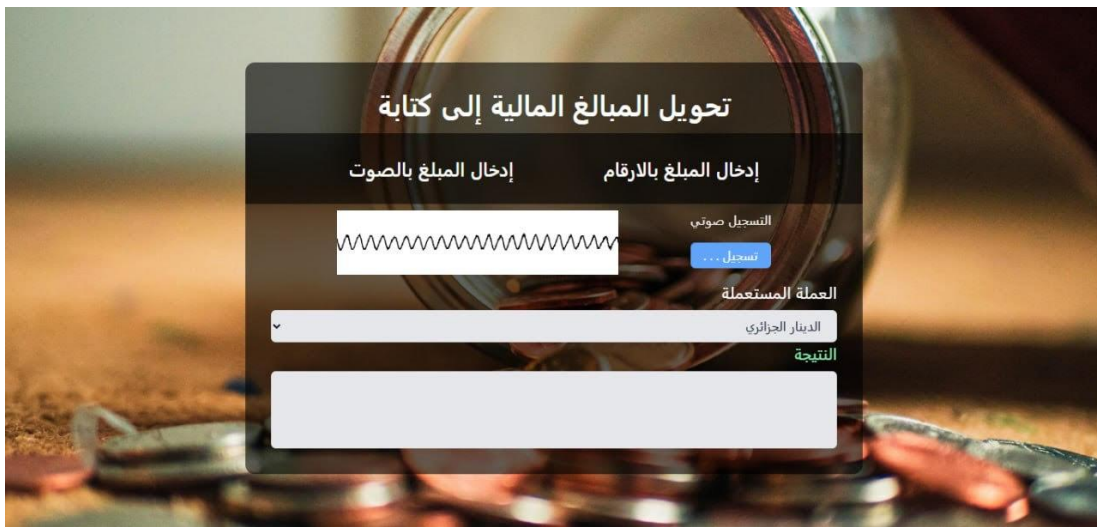 تحويل المبالغ المالية إلى كتابة
إدخال المبلغ بالارقام
إدخال المبلغ بالصوت
التسجيل صوتي
تسجيل . . .
العملة المستعملة
الدينار الجزائري
النتيجة